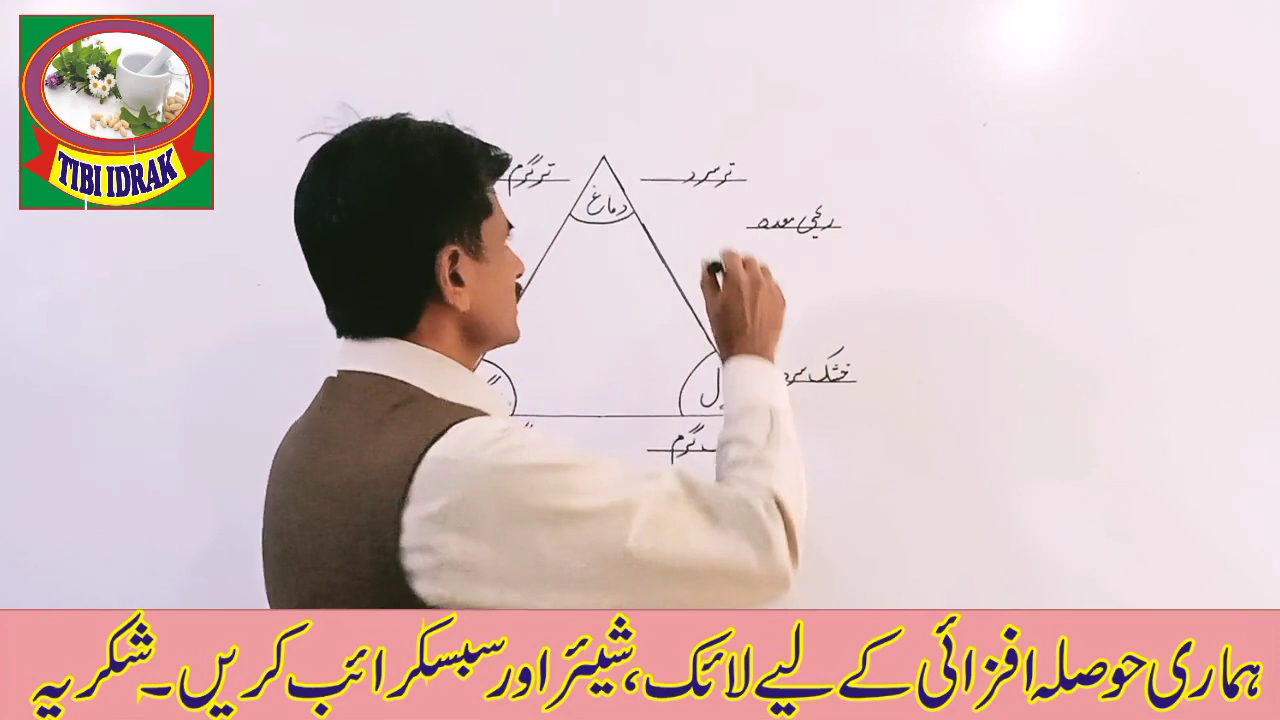 TIBI IDRAK
تر سرد
تر گرم
دماغ
ریحی معدہ
خشک سرد
گرم
ہماری حوصلہ افزائی کے لیے لائک، شیئر اور سبسکرائب کریں۔ شکریہ